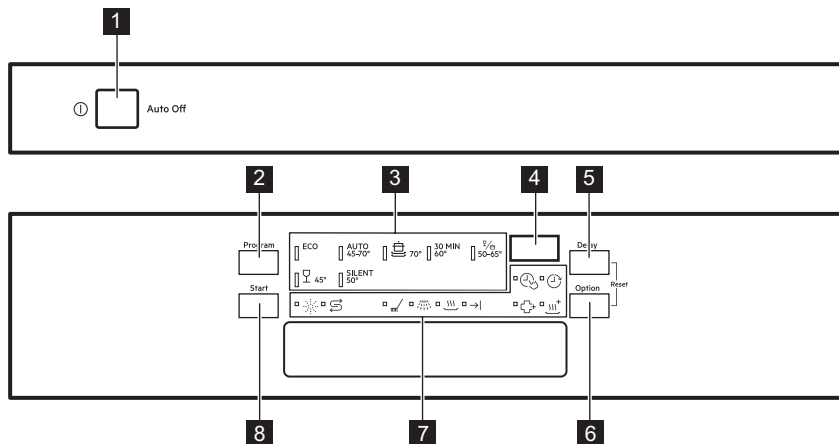 1
Auto Off
2
3
4
5
Program
ECO
AUTO
45-70°
70°
30 MIN
60°
50-65°
Delay
45°
SILENT
50°
Start
Option
Reset
8
7
6